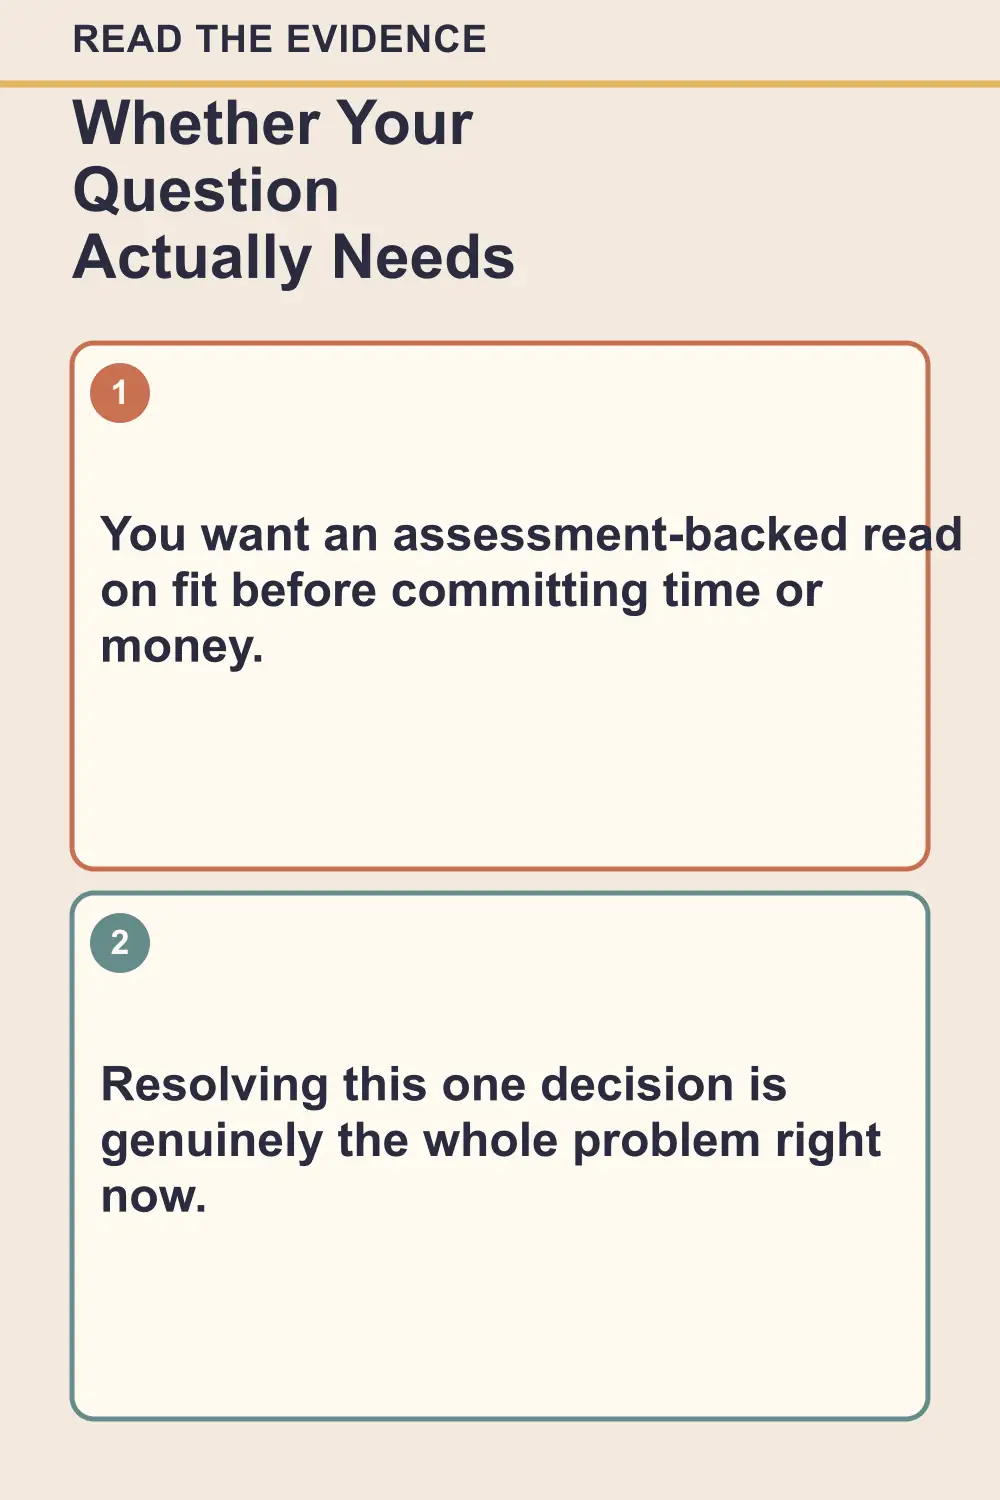 READ THE EVIDENCE
Whether Your
Question
Actually Needs
1
You want an assessment-backed read
on fit before committing time or
money.
2
Resolving this one decision is
genuinely the whole problem right
now.